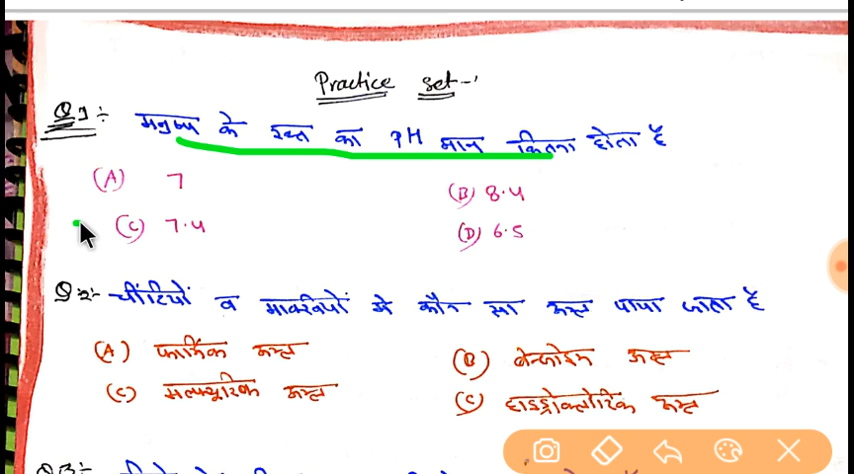 Practice set-1
Q1:- मनुष्य के रक्त का PH मान कितना होता है
(A) 7 (B) 8.4
(C) 7.4 (D) 6.5
Q2:- चींटियों व मक्खियों मे कौन सा अम्ल पाया जाता है
(A) फार्मिक अम्ल (B) बेन्जोइक अम्ल
(C) सल्फ्यूरिक अम्ल (C) हाइड्रोक्लोरिक अम्ल
Q3:-